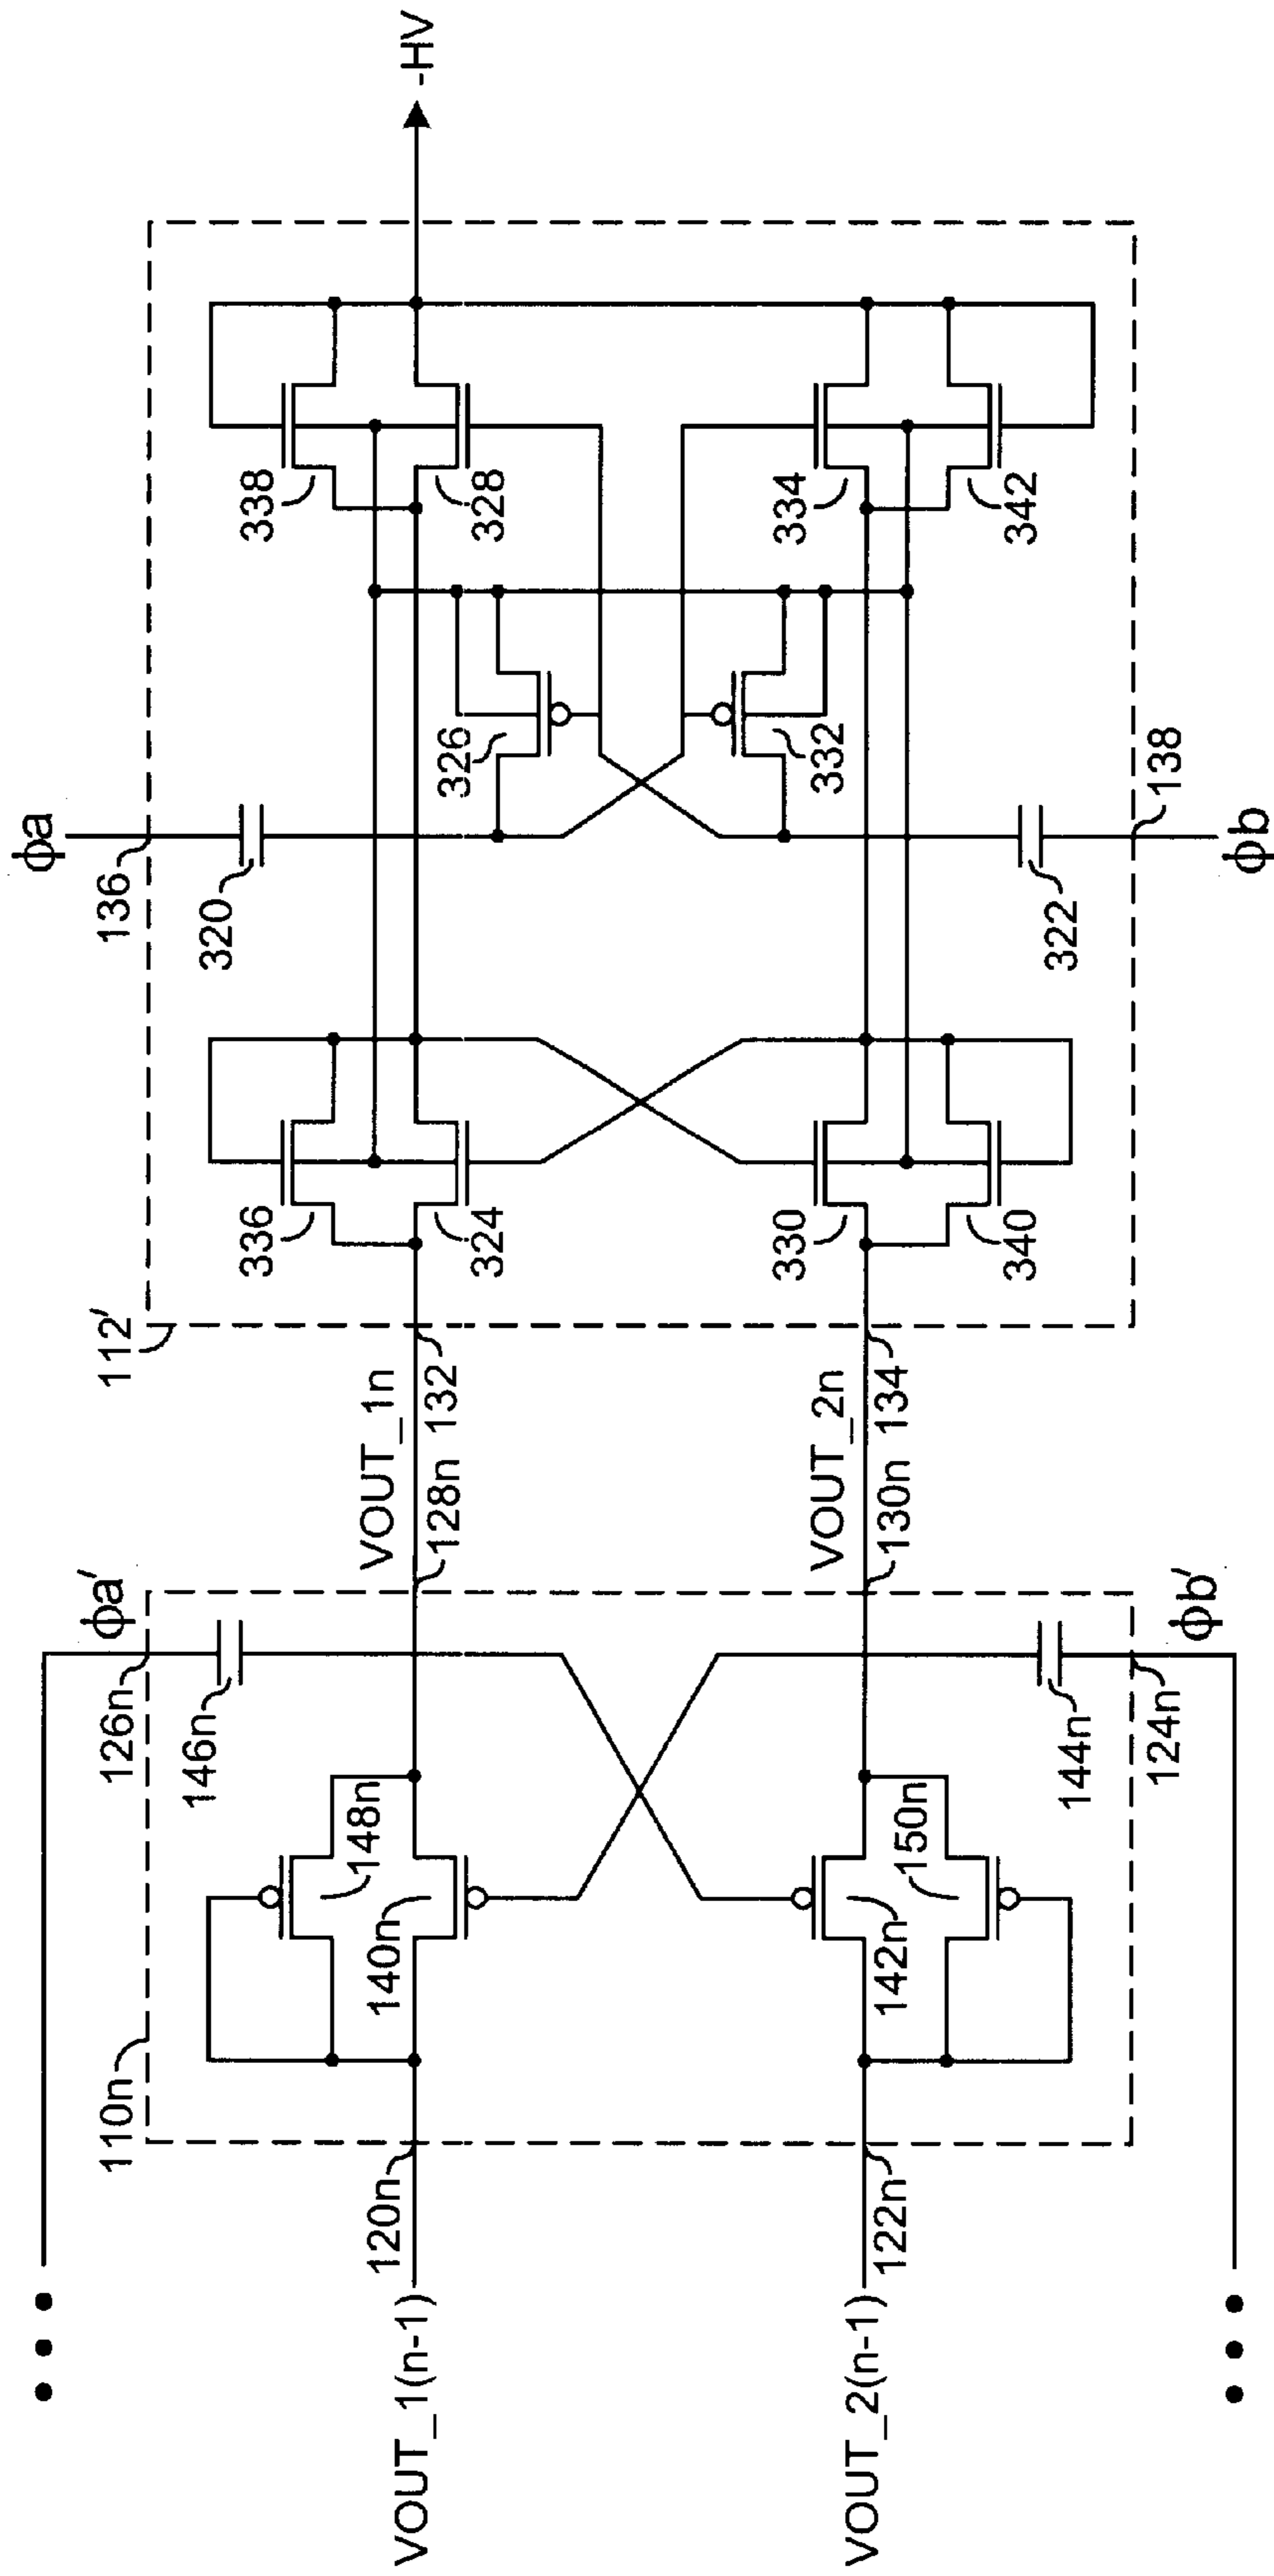 ϕa
136
320
ϕa′
126n
146n
112′
336
324
338
328
326
-HV
110n
148n
140n
120n
VOUT_1(n-1)
VOUT_1n
128n 132
VOUT_2n
130n 134
142n
150n
122n
VOUT_2(n-1)
330
340
334
342
332
144n
124n
ϕb′
322
138
ϕb